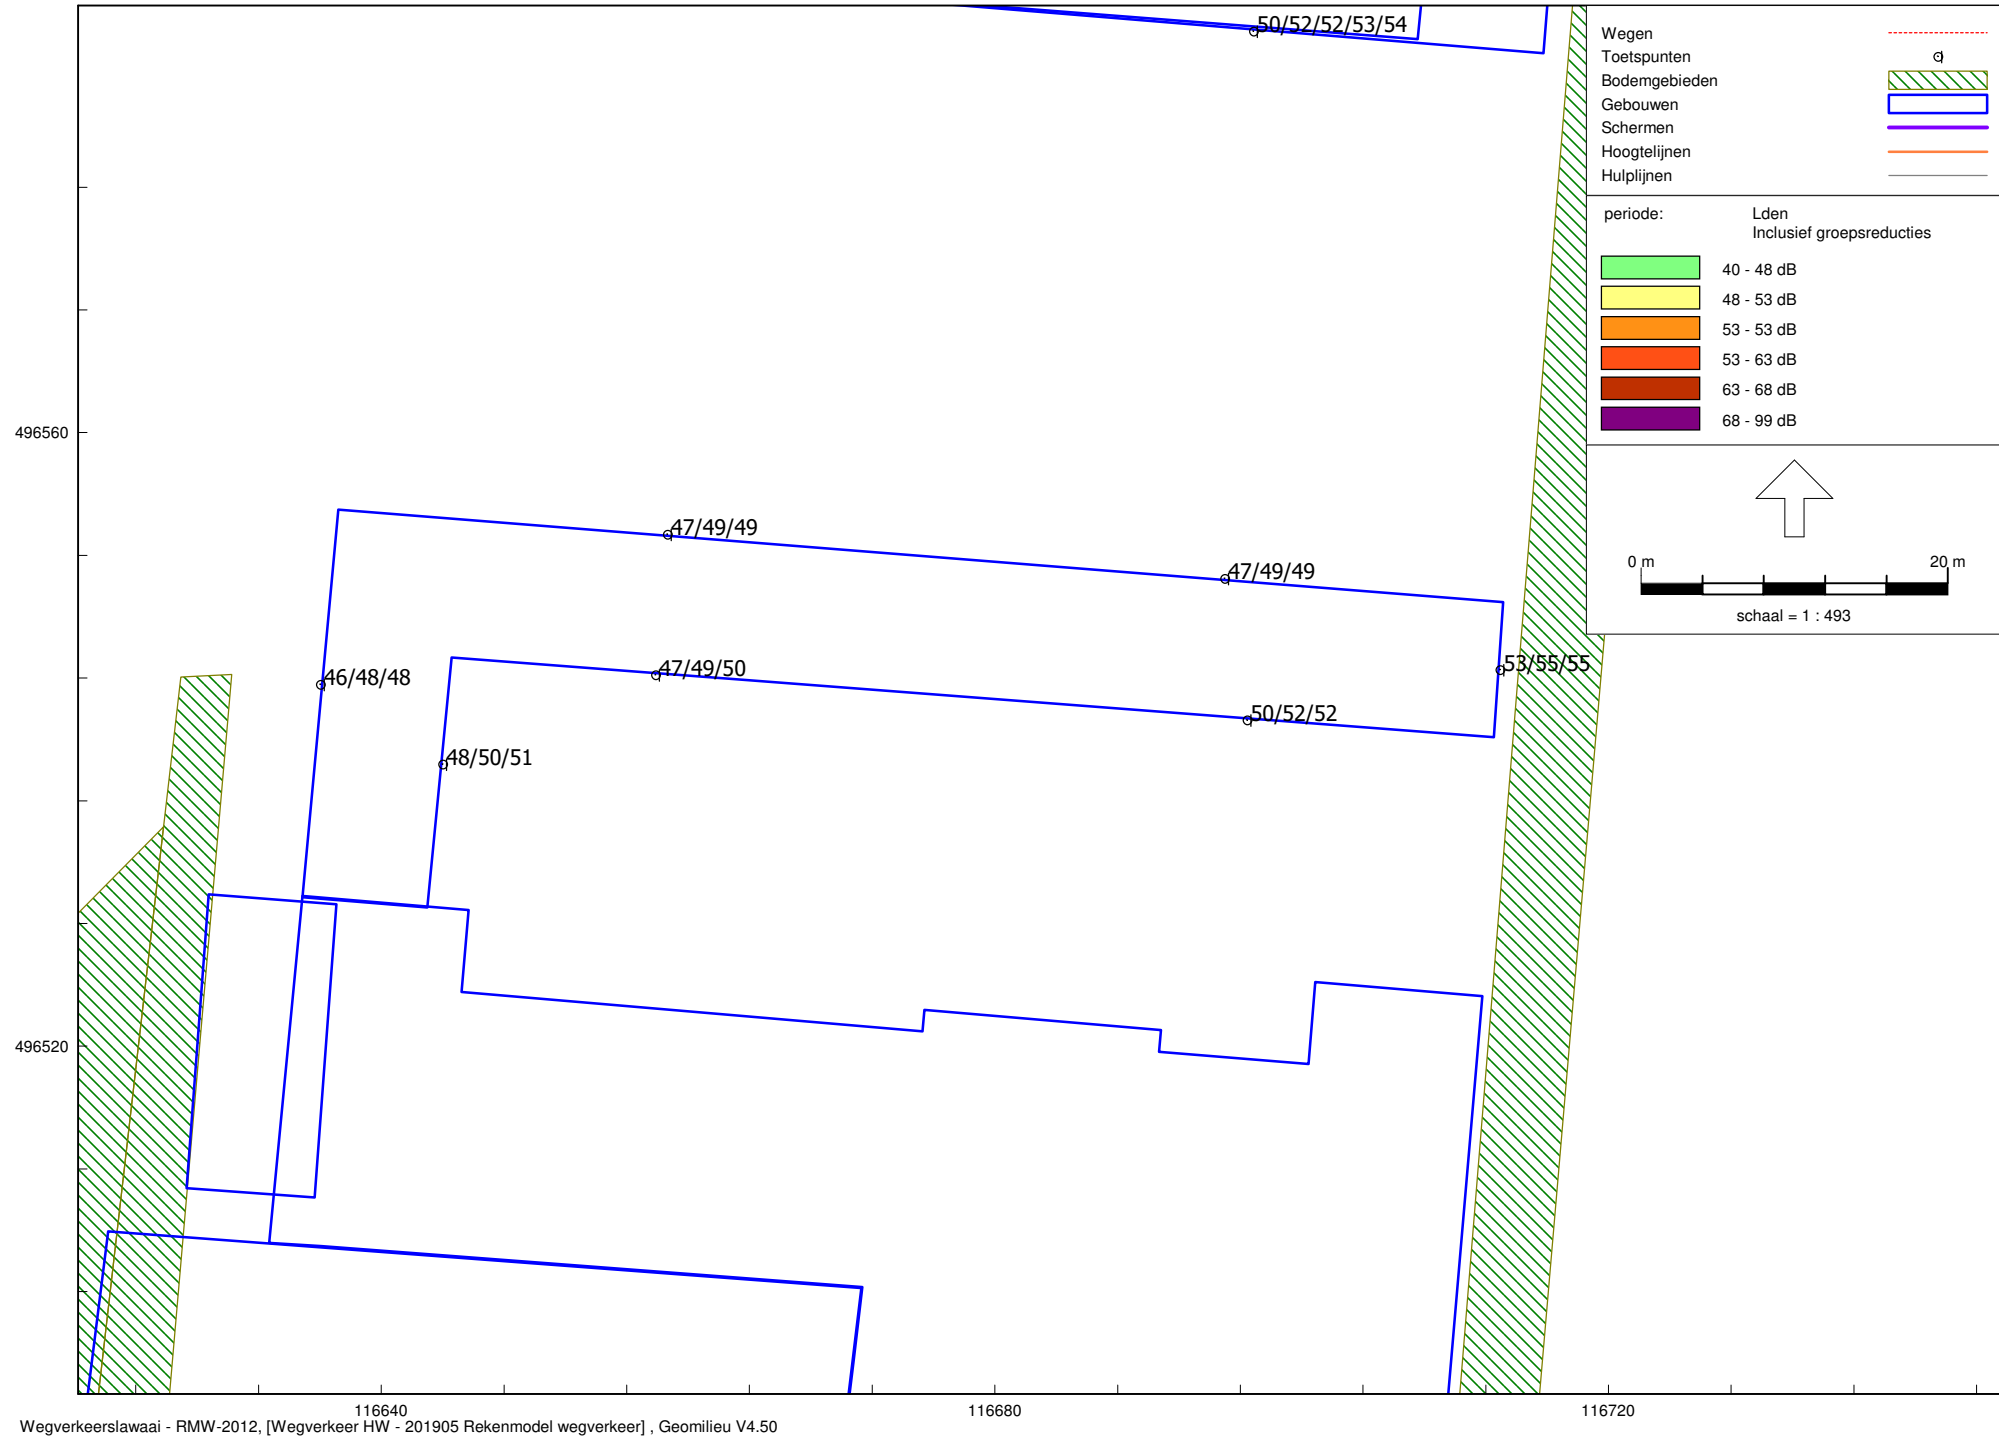 50/52/52/53/54
Wegen
Toetspunten
Bodemgebieden
Gebouwen
Schermen
Hoogtelijnen
Hulplijnen
periode: Lden
Inclusief groepsreducties
40 - 48 dB
48 - 53 dB
53 - 53 dB
53 - 63 dB
63 - 68 dB
68 - 99 dB
0 m 20 m
schaal = 1 : 493
496560
47/49/49
47/49/49
53/55/55
46/48/48
47/49/50
50/52/52
48/50/51
496520
116640 116680 116720
Wegverkeerslawaai - RMW-2012, [Wegverkeer HW - 201905 Rekenmodel wegverkeer] , Geomilieu V4.50